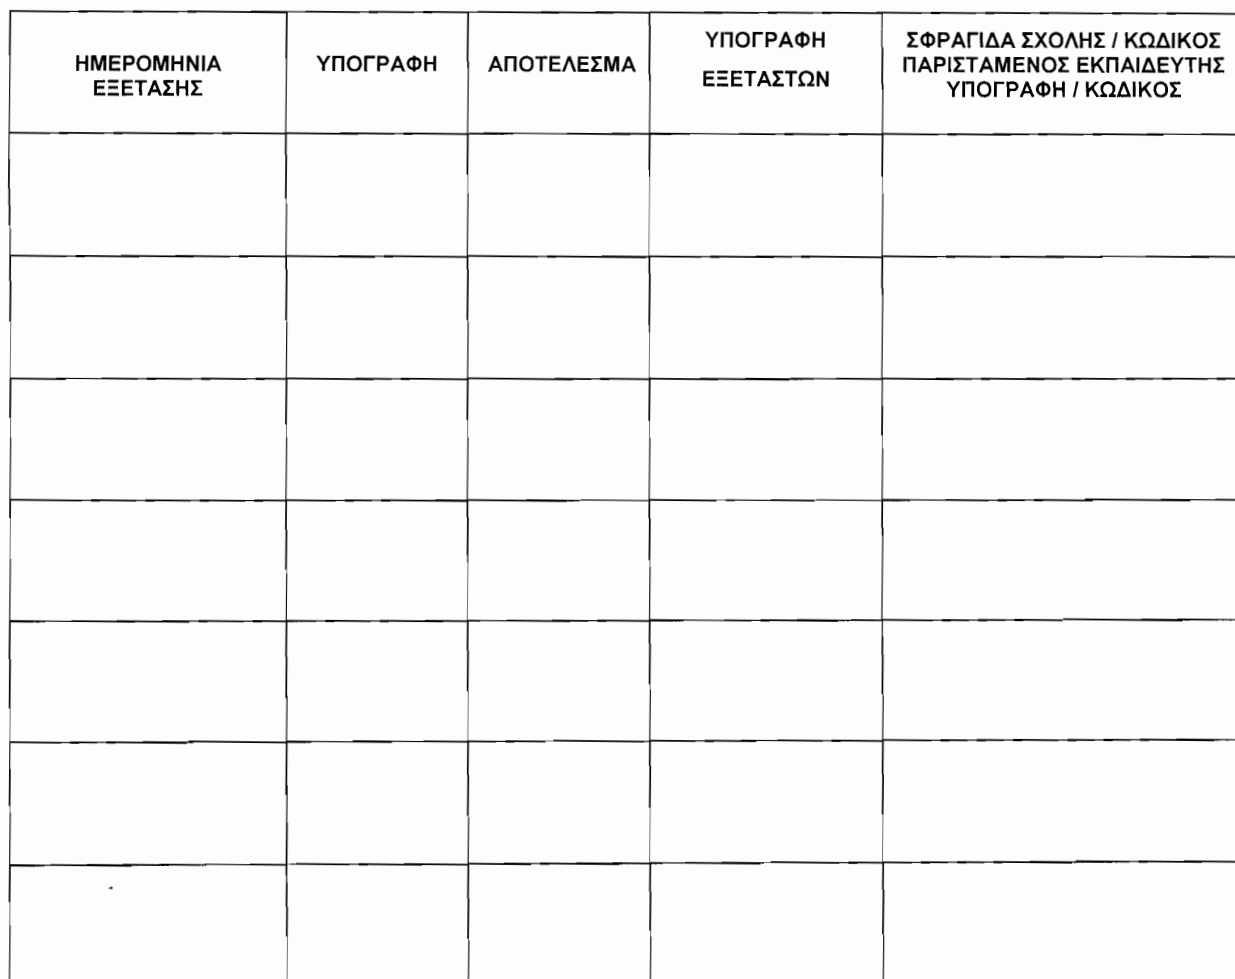 ΗΜΕΡΟΜΗΝΙΑ
ΕΞΕΤΑΣΗΣ
ΥΠΟΓΡΑΦΗ
ΑΠΟΤΕΛΕΣΜΑ
ΥΠΟΓΡΑΦΗ
ΕΞΕΤΑΣΤΩΝ
ΣΦΡΑΓΙΔΑ ΣΧΟΛΗΣ / ΚΩΔΙΚΟΣ
ΠΑΡΙΣΤΑΜΕΝΟΣ ΕΚΠΑΙΔΕΥΤΗΣ
ΥΠΟΓΡΑΦΗ / ΚΩΔΙΚΟΣ